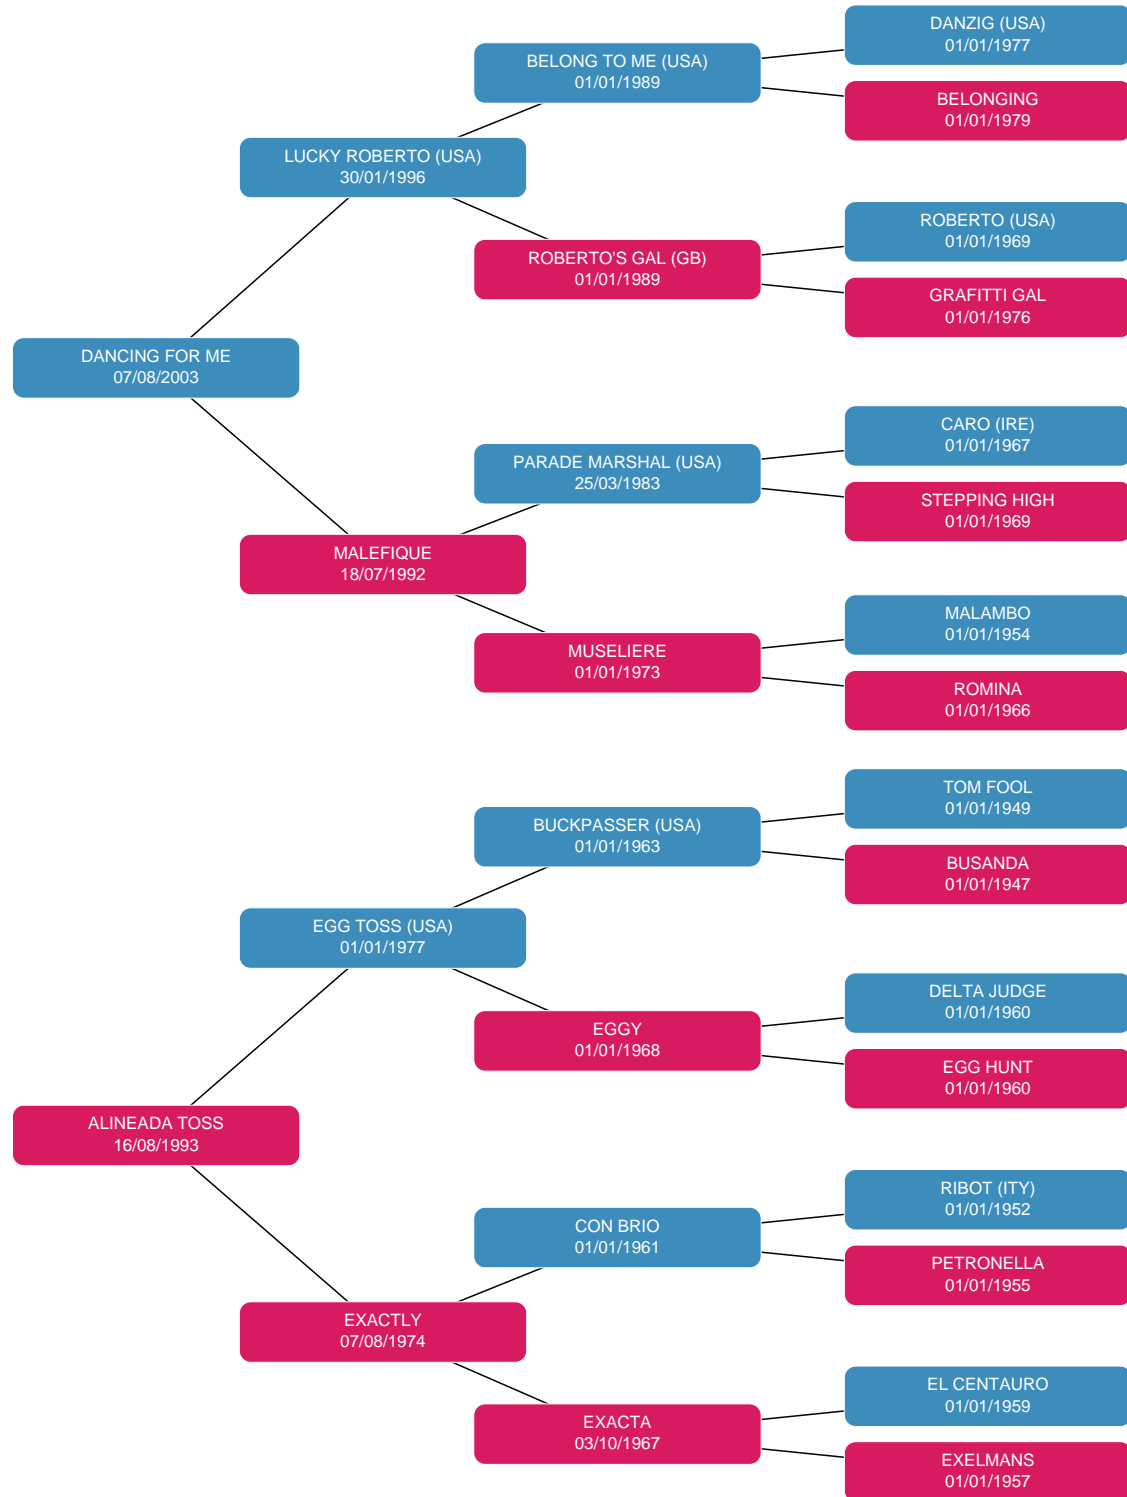 DANZIG (USA)
01/01/1977
BELONG TO ME (USA)
01/01/1989
BELONGING
01/01/1979
LUCKY ROBERTO (USA)
30/01/1996
ROBERTO (USA)
01/01/1969
ROBERTO'S GAL (GB)
01/01/1989
GRAFITTI GAL
01/01/1976
DANCING FOR ME
07/08/2003
CARO (IRE)
01/01/1967
PARADE MARSHAL (USA)
25/03/1983
STEPPING HIGH
01/01/1969
MALEFIQUE
18/07/1992
MALAMBO
01/01/1954
MUSELIERE
01/01/1973
ROMINA
01/01/1966
TOM FOOL
01/01/1949
BUCKPASSER (USA)
01/01/1963
BUSANDA
01/01/1947
EGG TOSS (USA)
01/01/1977
DELTA JUDGE
01/01/1960
EGGY
01/01/1968
EGG HUNT
01/01/1960
ALINEADA TOSS
16/08/1993
RIBOT (ITY)
01/01/1952
CON BRIO
01/01/1961
PETRONELLA
01/01/1955
EXACTLY
07/08/1974
EL CENTAURO
01/01/1959
EXACTA
03/10/1967
EXELMANS
01/01/1957